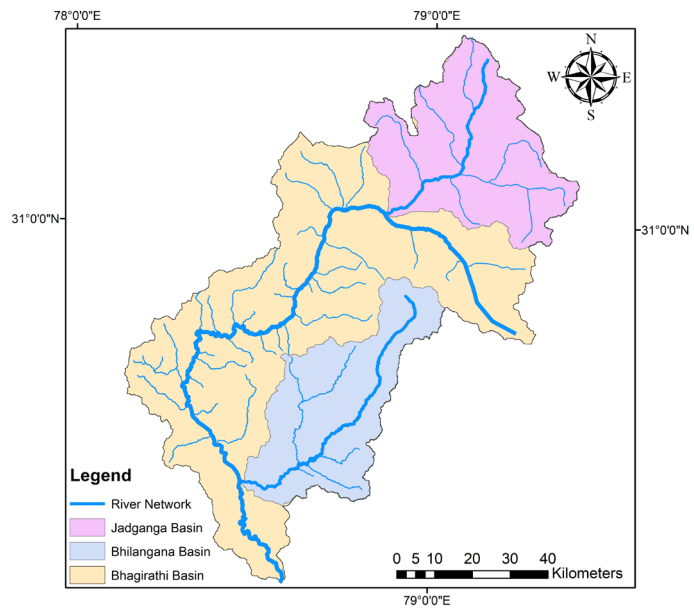 78°0'0"E 79°0'0"E
N
W E
S
31°0'0"N
31°0'0"N
Legend
River Network
Jadganga Basin
Bhilangana Basin
Bhagirathi Basin
0 5 10 20 30 40
Kilometers
79°0'0"E